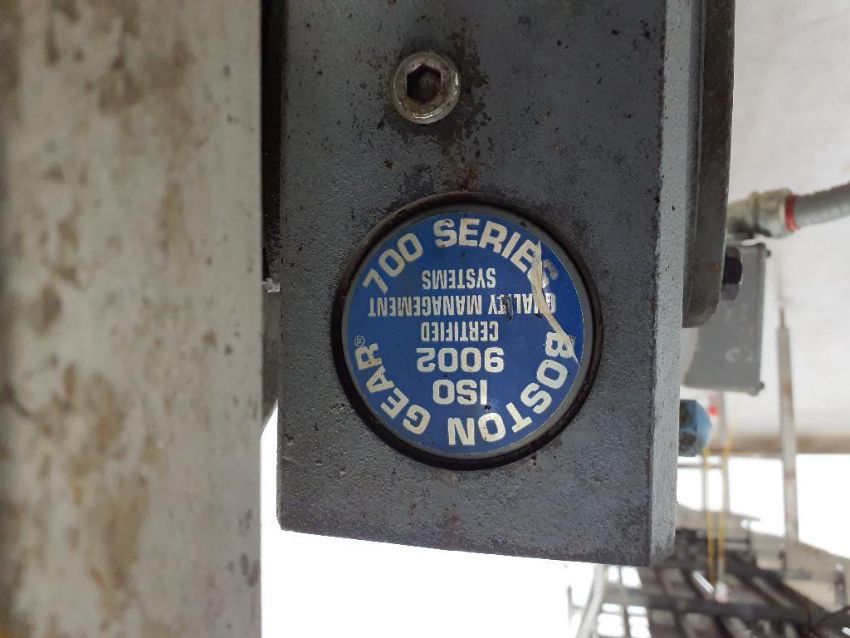 BOSTON GEAR®
ISO
9002
CERTIFIED
QUALITY MANAGEMENT
SYSTEMS
700 SERIES